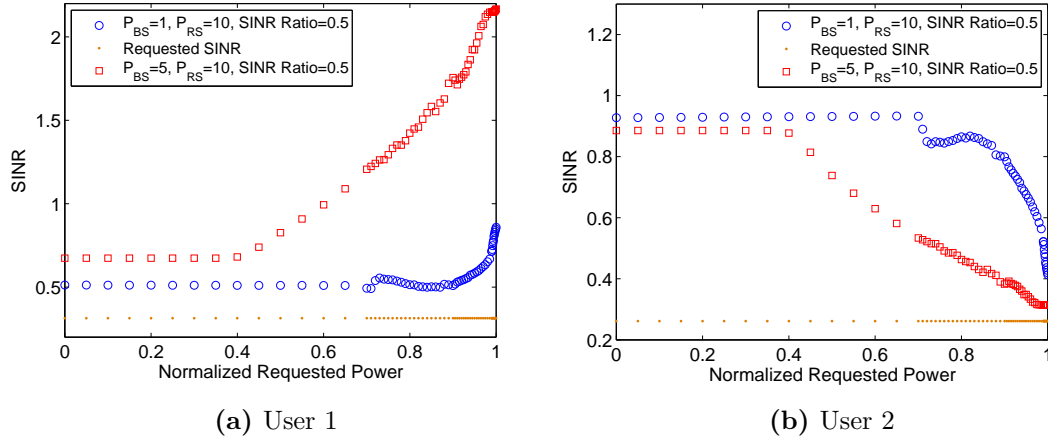 P_BS=1, P_RS=10, SINR Ratio=0.5
Requested SINR
P_BS=5, P_RS=10, SINR Ratio=0.5
2
1.5
1
0.5
SINR
0 0.2 0.4 0.6 0.8 1
Normalized Requested Power
(a) User 1
P_BS=1, P_RS=10, SINR Ratio=0.5
Requested SINR
P_BS=5, P_RS=10, SINR Ratio=0.5
1.2
1
0.8
0.6
0.4
0.2
SINR
0 0.2 0.4 0.6 0.8 1
Normalized Requested Power
(b) User 2